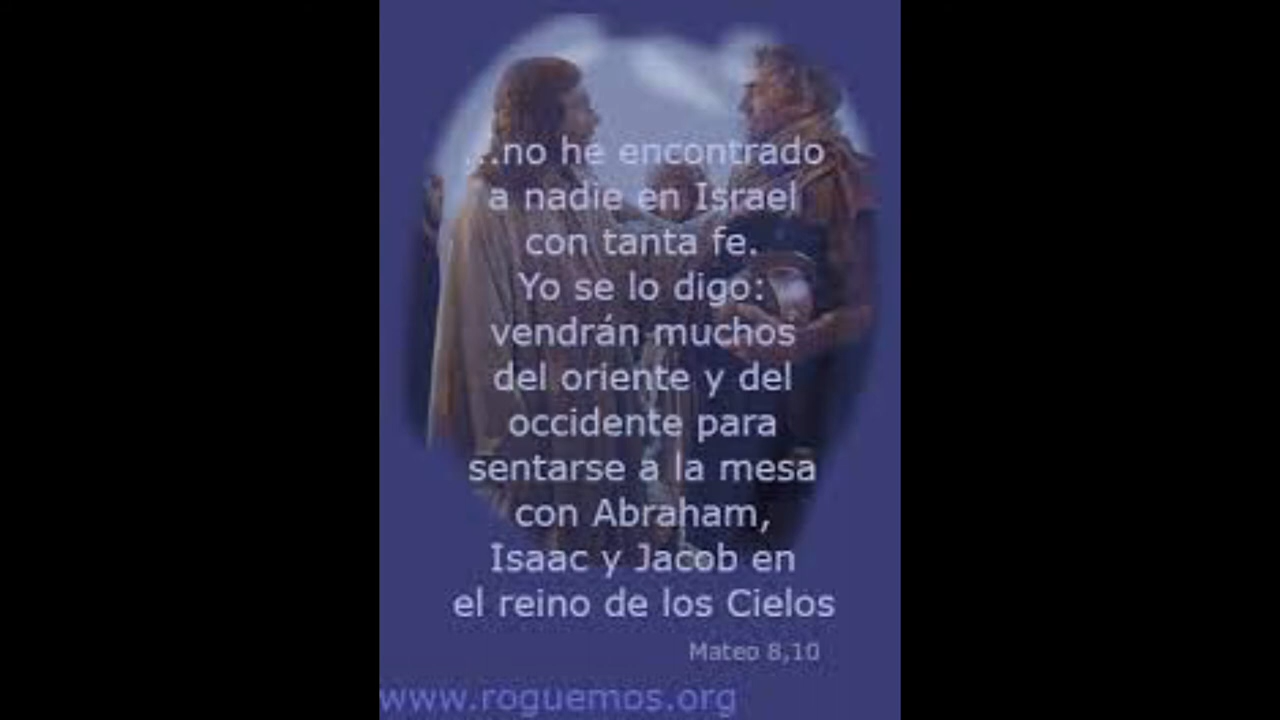 ...no he encontrado
a nadie en Israel
con tanta fe.
Yo se lo digo:
vendrán muchos
del oriente y del
occidente para
sentarse a la mesa
con Abraham,
Isaac y Jacob en
el reino de los Cielos
Mateo 8,10
www.roguemos.org